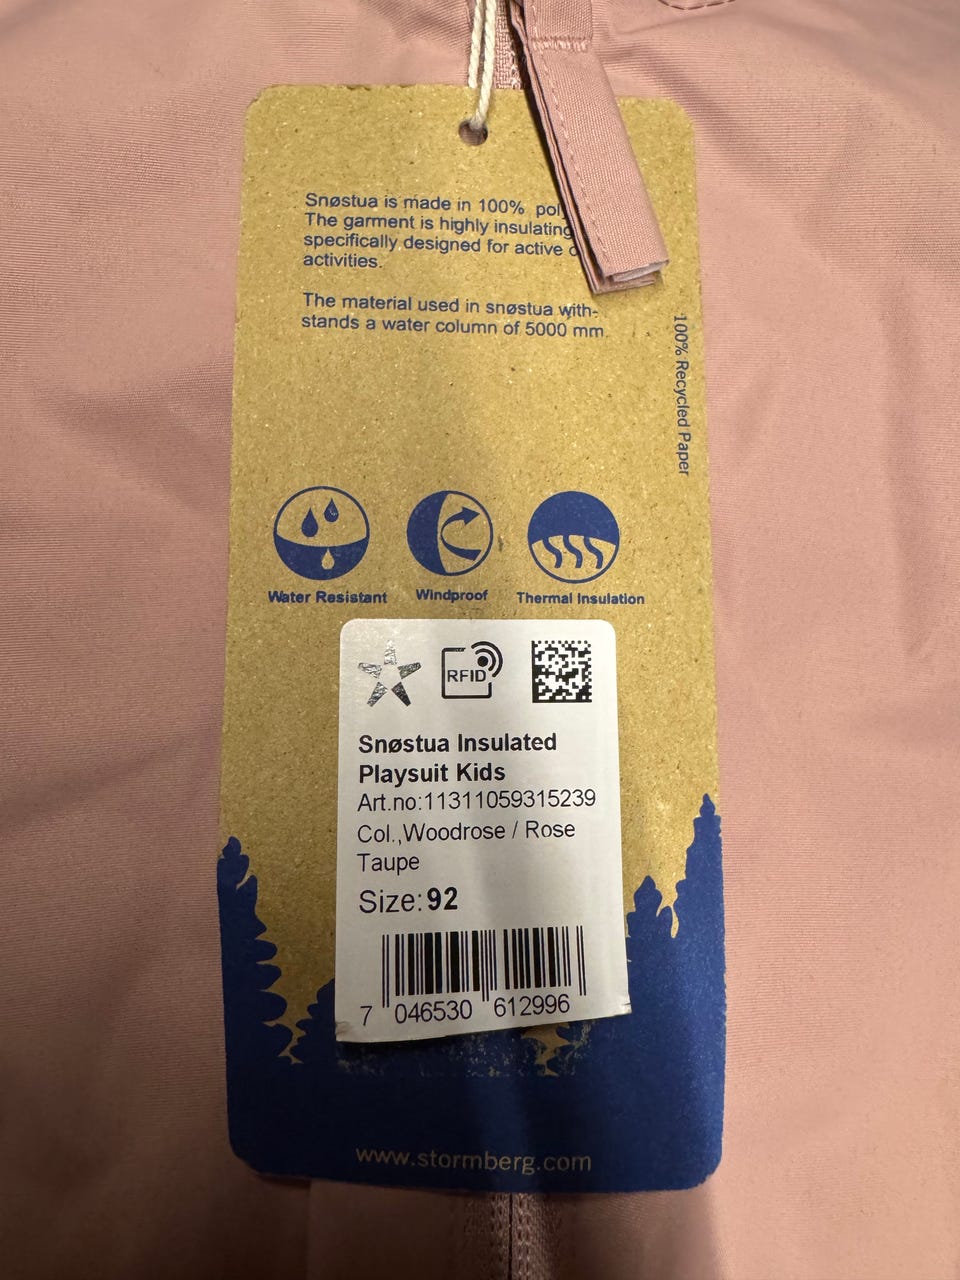 Snøstua is made in 100%
The garment is highly insulating
specifically designed for active
activities.
The material used in snøstua with-
stands a water column of 5000 mm.
100% Recycled Paper
Water Resistant
Windproof
Thermal Insulation
RFID
Snøstua Insulated
Playsuit Kids
Art.no:11311059315239
Col.,Woodrose / Rose
Taupe
Size:92
7 046530 612996
www.stormberg.com